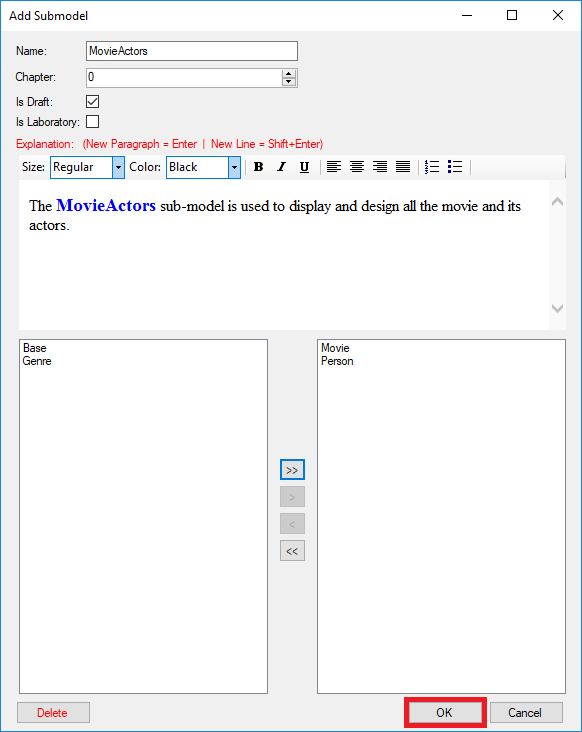 Add Submodel
Name: MovieActors
Chapter: 0
Is Draft:
Is Laboratory:
Explanation: (New Paragraph = Enter | New Line = Shift+Enter)
Size: Regular Color: Black B I U
The MovieActors sub-model is used to display and design all the movie and its
actors.
Base
Genre
Movie
Person
>>
>
<
<<
Delete
OK
Cancel